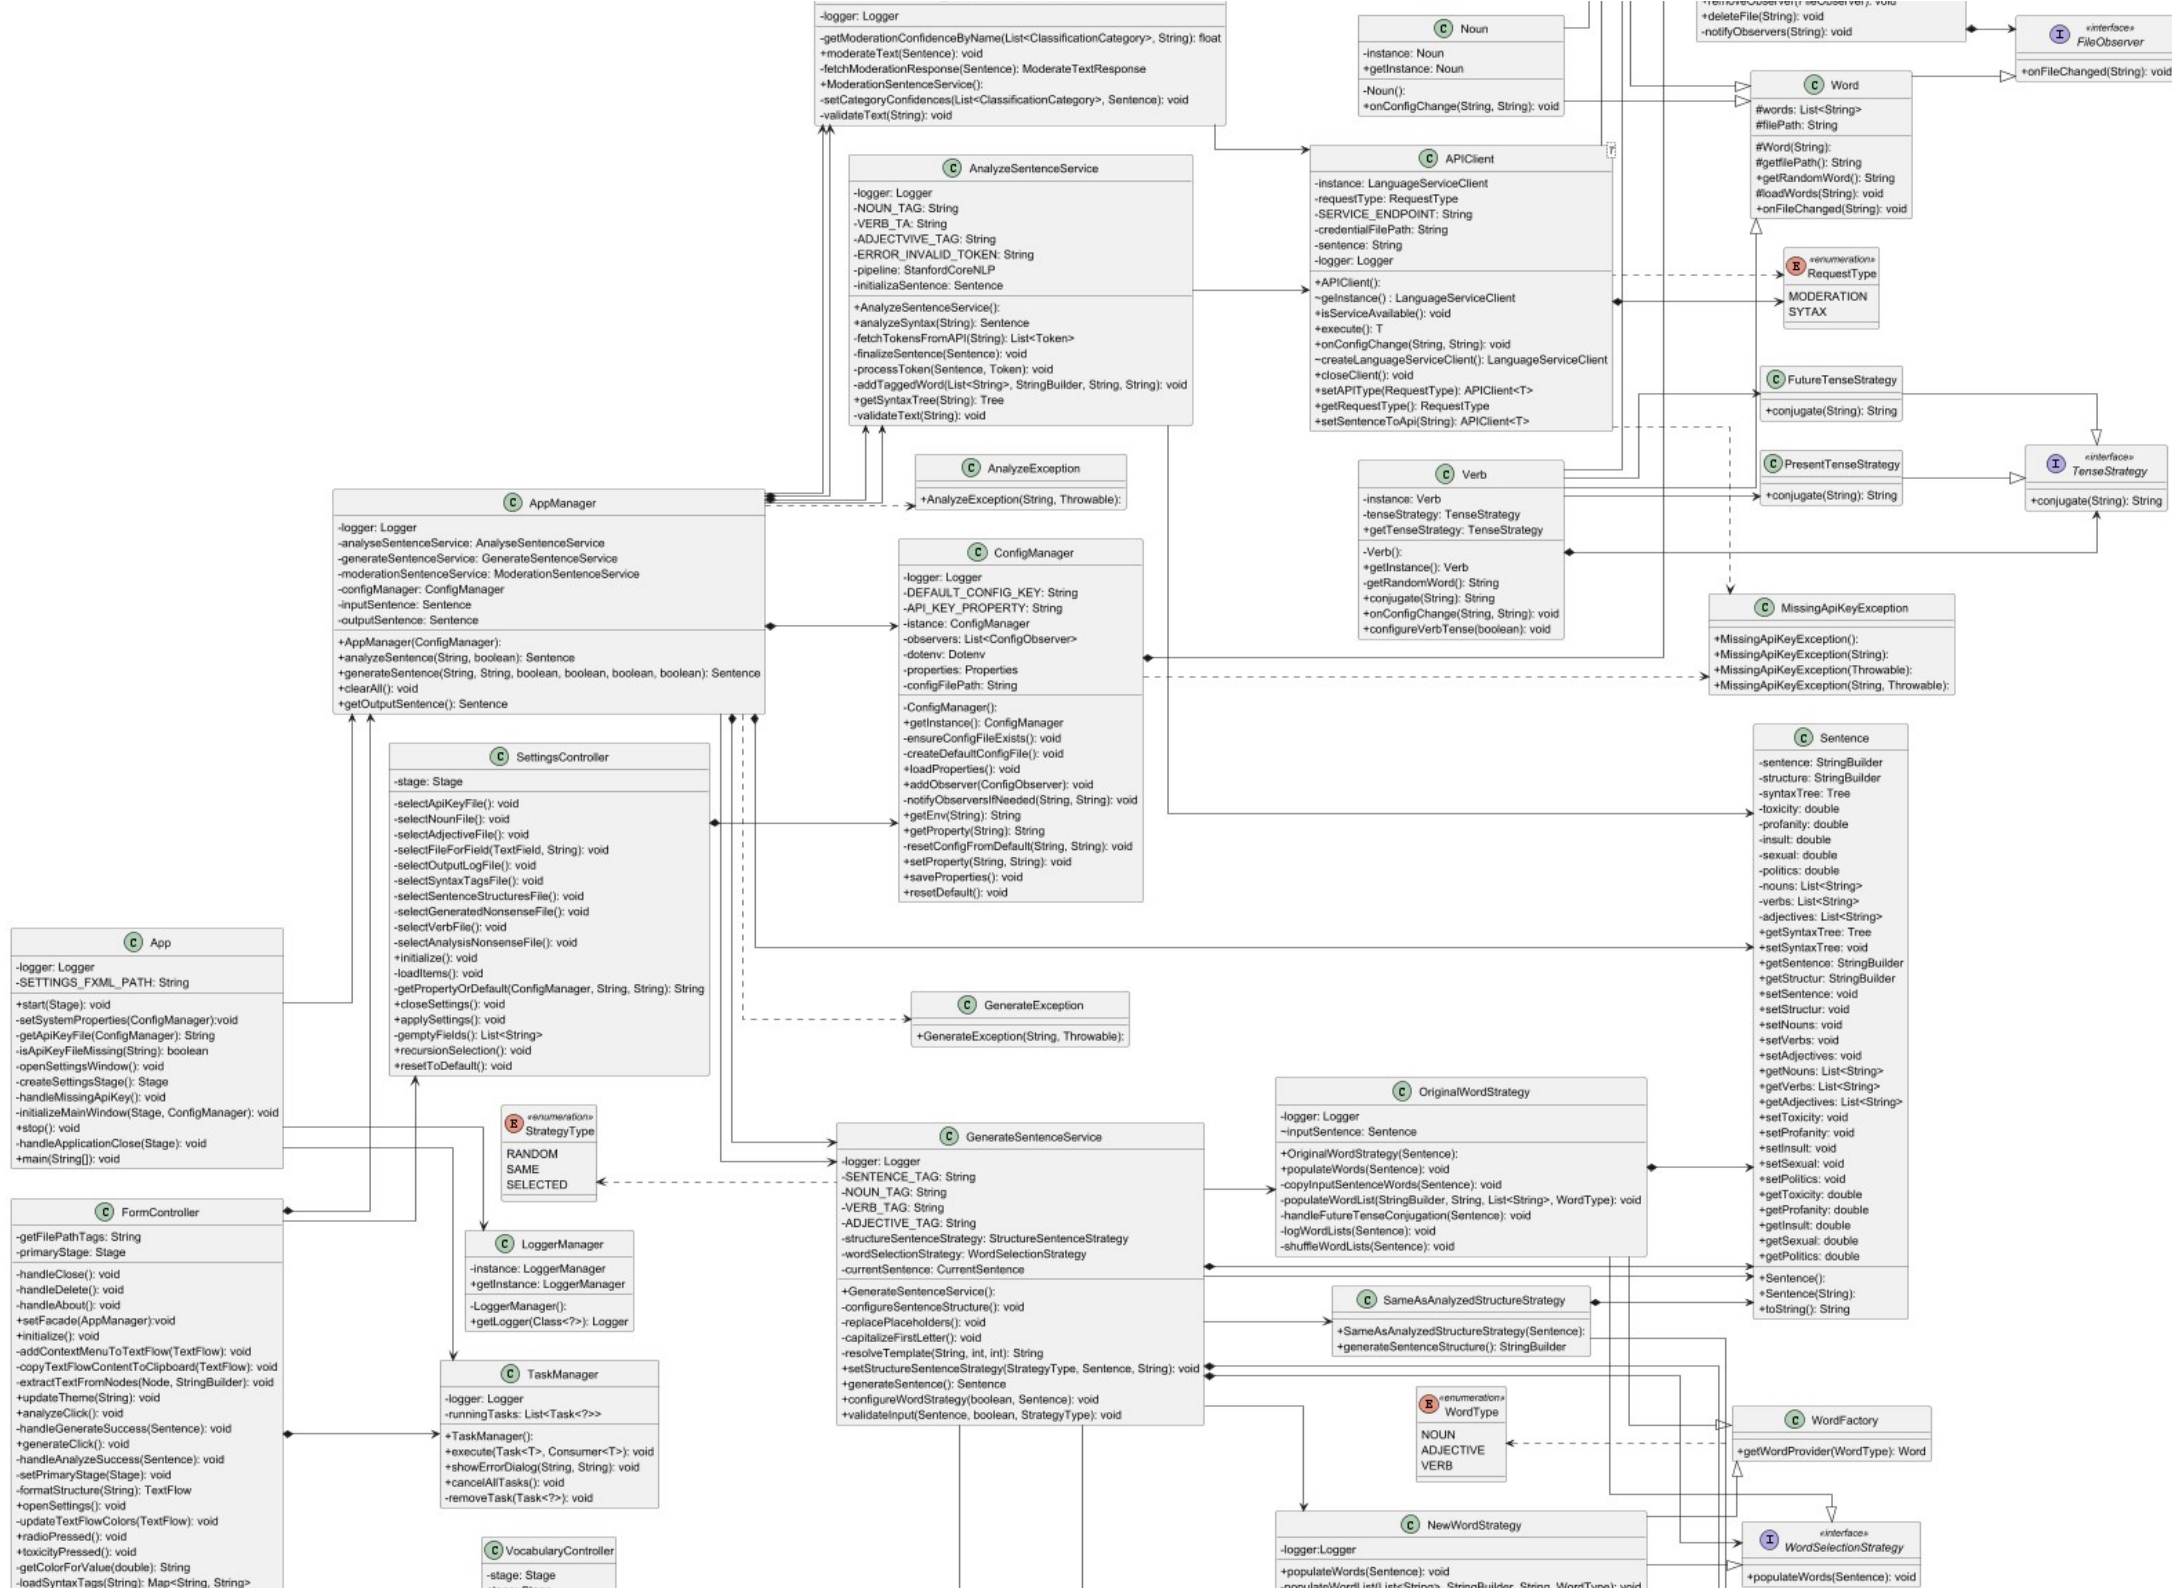 -logger: Logger
-getModerationConfidenceByName(List<ClassificationCategory>, String): float
+moderateText(Sentence): void
-fetchModerationResponse(Sentence): ModerateTextResponse
+ModerationSentenceService():
-setCategoryConfidences(List<ClassificationCategory>, Sentence): void
-validateText(String): void
C Noun
-instance: Noun
+getInstance: Noun
-Noun():
+onConfigChange(String, String): void
+removeObserver(FileObserver): void
+deleteFile(String): void
-notifyObservers(String): void
«interface»
I FileObserver
+onFileChanged(String): void
C Word
#words: List<String>
#filePath: String
#Word(String):
#getfilePath(): String
+getRandomWord(): String
#loadWords(String): void
+onFileChanged(String): void
C AnalyzeSentenceService
-logger: Logger
-NOUN_TAG: String
-VERB_TA: String
-ADJECTVIVE_TAG: String
-ERROR_INVALID_TOKEN: String
-pipeline: StanfordCoreNLP
-initializaSentence: Sentence
+AnalyzeSentenceService():
+analyzeSyntax(String): Sentence
-fetchTokensFromAPI(String): List<Token>
-finalizeSentence(Sentence): void
-processToken(Sentence, Token): void
-addTaggedWord(List<String>, StringBuilder, String, String): void
+getSyntaxTree(String): Tree
-validateText(String): void
C APIClient
T
-instance: LanguageServiceClient
-requestType: RequestType
-SERVICE_ENDPOINT: String
-credentialFilePath: String
-sentence: String
-logger: Logger
+APIClient():
~geInstance() : LanguageServiceClient
+isServiceAvailable(): void
+execute(): T
+onConfigChange(String, String): void
~createLanguageServiceClient(): LanguageServiceClient
+closeClient(): void
+setAPIType(RequestType): APIClient<T>
+getRequestType(): RequestType
+setSentenceToApi(String): APIClient<T>
«enumeration»
E RequestType
MODERATION
SYTAX
C FutureTenseStrategy
+conjugate(String): String
C PresentTenseStrategy
+conjugate(String): String
«interface»
I TenseStrategy
+conjugate(String): String
C AnalyzeException
+AnalyzeException(String, Throwable):
C Verb
-instance: Verb
-tenseStrategy: TenseStrategy
+getTenseStrategy: TenseStrategy
-Verb():
+getInstance(): Verb
-getRandomWord(): String
+conjugate(String): String
+onConfigChange(String, String): void
+configureVerbTense(boolean): void
C AppManager
-logger: Logger
-analyseSentenceService: AnalyseSentenceService
-generateSentenceService: GenerateSentenceService
-moderationSentenceService: ModerationSentenceService
-configManager: ConfigManager
-inputSentence: Sentence
-outputSentence: Sentence
+AppManager(ConfigManager):
+analyzeSentence(String, boolean): Sentence
+generateSentence(String, String, boolean, boolean, boolean, boolean): Sentence
+clearAll(): void
+getOutputSentence(): Sentence
C ConfigManager
-logger: Logger
-DEFAULT_CONFIG_KEY: String
-API_KEY_PROPERTY: String
-istance: ConfigManager
-observers: List<ConfigObserver>
-dotenv: Dotenv
-properties: Properties
-configFilePath: String
-ConfigManager():
+getInstance(): ConfigManager
-ensureConfigFileExists(): void
-createDefaultConfigFile(): void
+loadProperties(): void
+addObserver(ConfigObserver): void
-notifyObserversIfNeeded(String, String): void
+getEnv(String): String
+getProperty(String): String
-resetConfigFromDefault(String, String): void
+setProperty(String, String): void
+saveProperties(): void
+resetDefault(): void
C MissingApiKeyException
+MissingApiKeyException():
+MissingApiKeyException(String):
+MissingApiKeyException(Throwable):
+MissingApiKeyException(String, Throwable):
C SettingsController
-stage: Stage
-selectApiKeyFile(): void
-selectNounFile(): void
-selectAdjectiveFile(): void
-selectFileForField(TextField, String): void
-selectOutputLogFile(): void
-selectSyntaxTagsFile(): void
-selectSentenceStructuresFile(): void
-selectGeneratedNonsenseFile(): void
-selectVerbFile(): void
-selectAnalysisNonsenseFile(): void
+initialize(): void
-loadItems(): void
-getPropertyOrDefault(ConfigManager, String, String): String
+closeSettings(): void
+applySettings(): void
-gemptyFields(): List<String>
+recursionSelection(): void
+resetToDefault(): void
C Sentence
-sentence: StringBuilder
-structure: StringBuilder
-syntaxTree: Tree
-toxicity: double
-profanity: double
-insult: double
-sexual: double
-politics: double
-nouns: List<String>
-verbs: List<String>
-adjectives: List<String>
+getSyntaxTree: Tree
+setSyntaxTree: void
+getSentence: StringBuilder
+getStructur: StringBuilder
+setSentence: void
+setStructur: void
+setNouns: void
+setVerbs: void
+setAdjectives: void
+getNouns: List<String>
+getVerbs: List<String>
+getAdjectives: List<String>
+setToxicity: void
+setProfanity: void
+setInsult: void
+setSexual: void
+setPolitics: void
+getToxicity: double
+getProfanity: double
+getInsult: double
+getSexual: double
+getPolitics: double
+Sentence():
+Sentence(String):
+toString(): String
C App
-logger: Logger
-SETTINGS_FXML_PATH: String
+start(Stage): void
-setSystemProperties(ConfigManager):void
-getApiKeyFile(ConfigManager): String
-isApiKeyFileMissing(String): boolean
-openSettingsWindow(): void
-createSettingsStage(): Stage
-handleMissingApiKey(): void
-initializeMainWindow(Stage, ConfigManager): void
+stop(): void
-handleApplicationClose(Stage): void
+main(String[]): void
C GenerateException
+GenerateException(String, Throwable):
«enumeration»
E StrategyType
RANDOM
SAME
SELECTED
C GenerateSentenceService
-logger: Logger
-SENTENCE_TAG: String
-NOUN_TAG: String
-VERB_TAG: String
-ADJECTIVE_TAG: String
-structureSentenceStrategy: StructureSentenceStrategy
-wordSelectionStrategy: WordSelectionStrategy
-currentSentence: CurrentSentence
+GenerateSentenceService():
-configureSentenceStructure(): void
-replacePlaceholders(): void
-capitalizeFirstLetter(): void
-resolveTemplate(String, int, int): String
+setStructureSentenceStrategy(StrategyType, Sentence, String): void
+generateSentence(): Sentence
+configureWordStrategy(boolean, Sentence): void
+validateInput(Sentence, boolean, StrategyType): void
C OriginalWordStrategy
-logger: Logger
~inputSentence: Sentence
+OriginalWordStrategy(Sentence):
+populateWords(Sentence): void
-copyInputSentenceWords(Sentence): void
-populateWordList(StringBuilder, String, List<String>, WordType): void
-handleFutureTenseConjugation(Sentence): void
-logWordLists(Sentence): void
-shuffleWordLists(Sentence): void
C SameAsAnalyzedStructureStrategy
+SameAsAnalyzedStructureStrategy(Sentence):
+generateSentenceStructure(): StringBuilder
C FormController
-getFilePathTags: String
-primaryStage: Stage
-handleClose(): void
-handleDelete(): void
-handleAbout(): void
+setFacade(AppManager):void
+initialize(): void
-addContextMenuToTextFlow(TextFlow): void
-copyTextFlowContentToClipboard(TextFlow): void
-extractTextFromNodes(Node, StringBuilder): void
+updateTheme(String): void
+analyzeClick(): void
-handleGenerateSuccess(Sentence): void
+generateClick(): void
-handleAnalyzeSuccess(Sentence): void
-setPrimaryStage(Stage): void
-formatStructure(String): TextFlow
+openSettings(): void
-updateTextFlowColors(TextFlow): void
+radioPressed(): void
+toxicityPressed(): void
-getColorForValue(double): String
-loadSyntaxTags(String): Map<String, String>
C LoggerManager
-instance: LoggerManager
+getInstance: LoggerManager
-LoggerManager():
+getLogger(Class<?>): Logger
C TaskManager
-logger: Logger
-runningTasks: List<Task<?>>
+TaskManager():
+execute(Task<T>, Consumer<T>): void
+showErrorDialog(String, String): void
+cancelAllTasks(): void
-removeTask(Task<?>): void
C VocabularyController
-stage: Stage
«enumeration»
E WordType
NOUN
ADJECTIVE
VERB
C WordFactory
+getWordProvider(WordType): Word
C NewWordStrategy
-logger:Logger
+populateWords(Sentence): void
-populateWordList(List<String>, StringBuilder, String, WordType): void
«interface»
I WordSelectionStrategy
+populateWords(Sentence): void